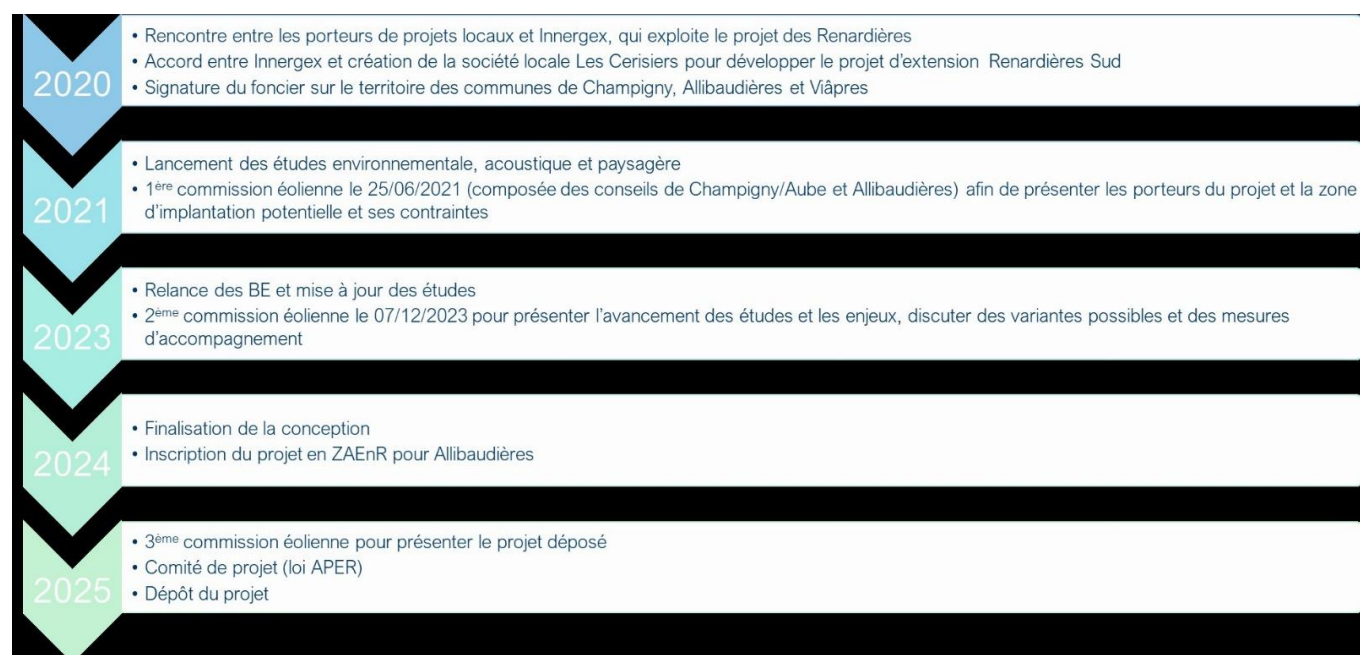 2020
• Rencontre entre les porteurs de projets locaux et Innergex, qui exploite le projet des Renardières
• Accord entre Innergex et création de la société locale Les Cerisiers pour développer le projet d'extension Renardières Sud
• Signature du foncier sur le territoire des communes de Champigny, Allibaudières et Viâpres
2021
• Lancement des études environnementale, acoustique et paysagère
• 1ère commission éolienne le 25/06/2021 (composée des conseils de Champigny/Aube et Allibaudières) afin de présenter les porteurs du projet et la zone
d'implantation potentielle et ses contraintes
2023
• Relance des BE et mise à jour des études
• 2ème commission éolienne le 07/12/2023 pour présenter l'avancement des études et les enjeux, discuter des variantes possibles et des mesures
d'accompagnement
2024
• Finalisation de la conception
• Inscription du projet en ZAEnR pour Allibaudières
2025
• 3ème commission éolienne pour présenter le projet déposé
• Comité de projet (loi APER)
• Dépôt du projet